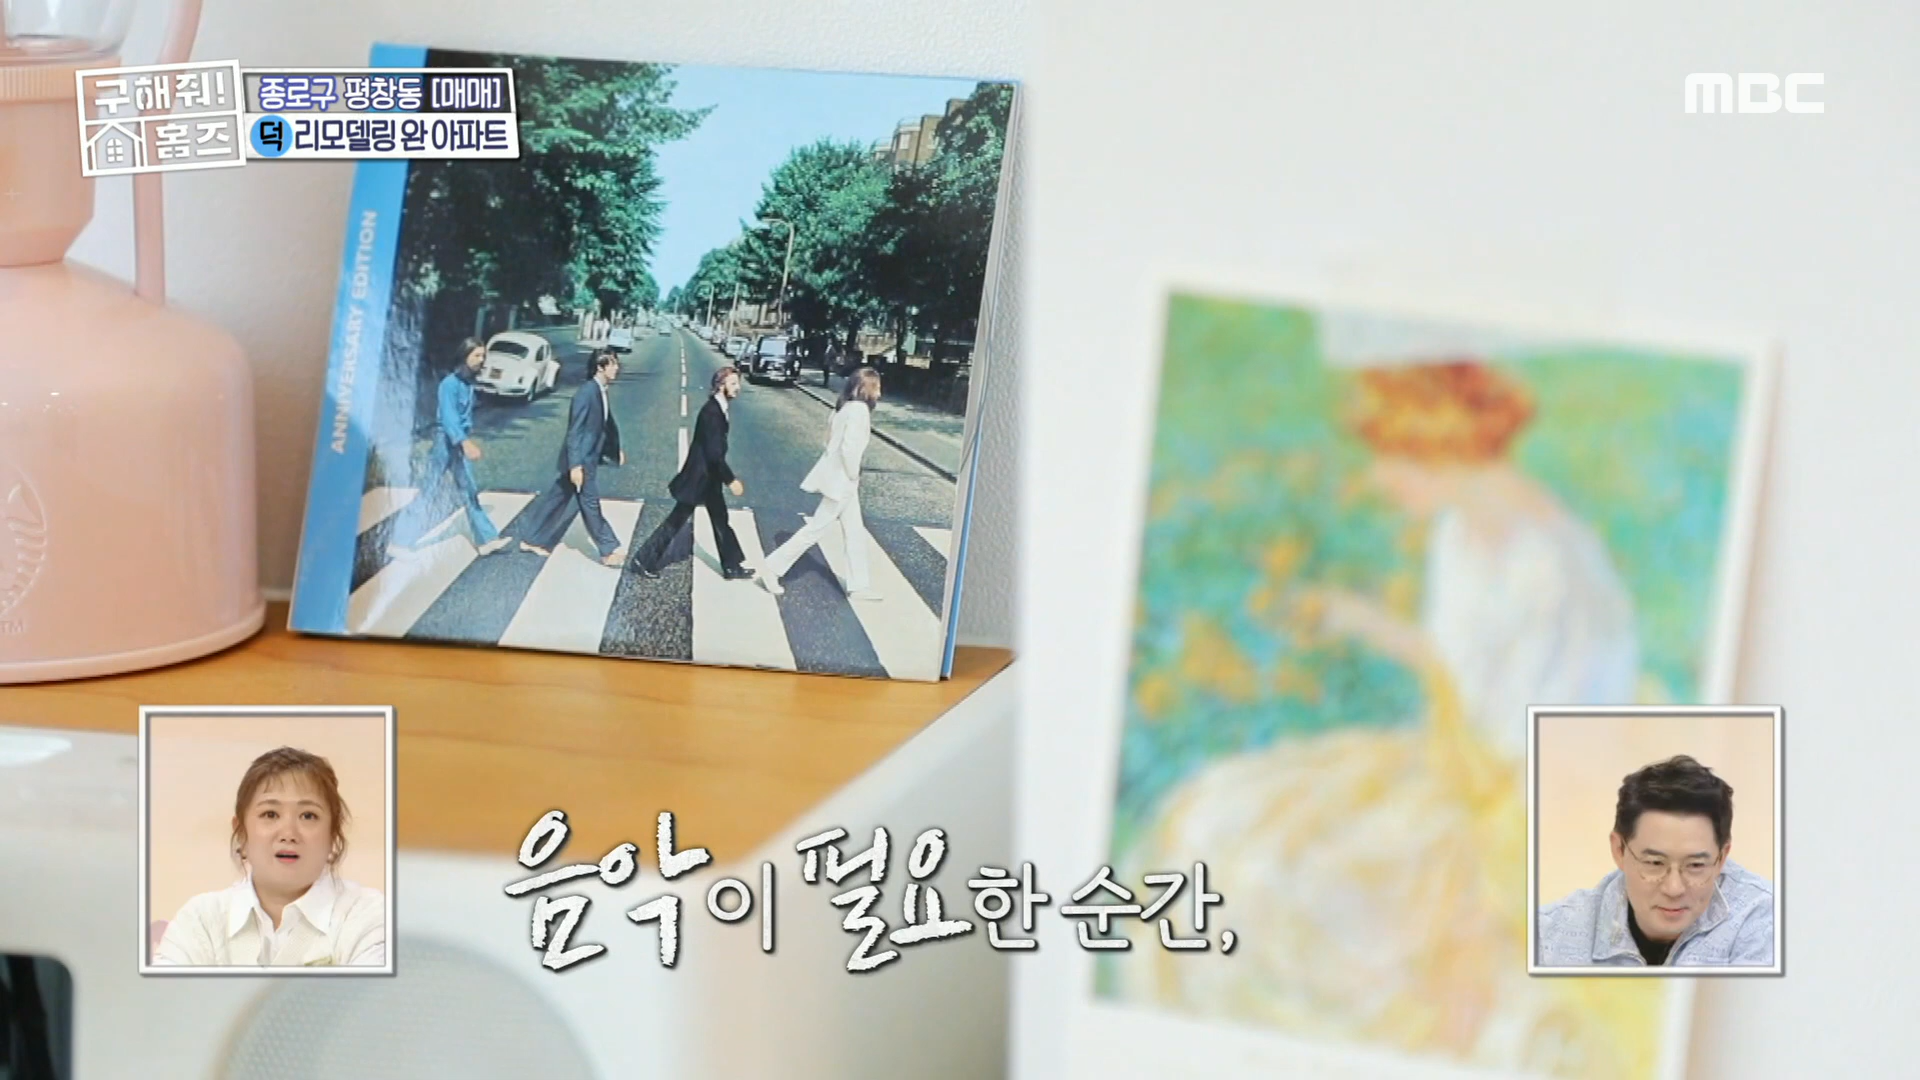 구해줘!
홈즈
종로구 평창동 [매매]
덕 리모델링 완 아파트
MBC
ANNIVERSARY EDITION
TM
음악이 필요한 순간,